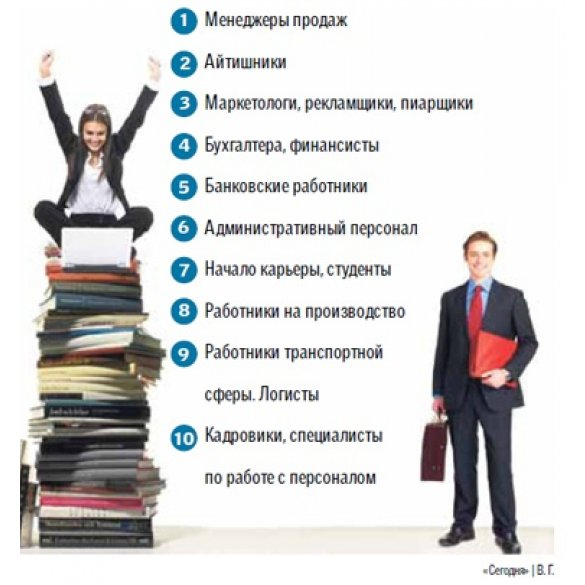 1 Менеджеры продаж
2 Айтишники
3 Маркетологи, рекламщики, пиарщики
4 Бухгалтера, финансисты
5 Банковские работники
6 Административный персонал
7 Начало карьеры, студенты
8 Работники на производство
9 Работники транспортной
сферы. Логисты
10 Кадровики, специалисты
по работе с персоналом
«Сегодня» | В. Г.